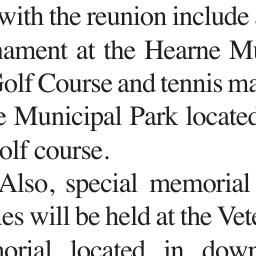 with the reunion include
nament at the Hearne Mu
Golf Course and tennis ma
e Municipal Park located
olf course.
Also, special memorial
ies will be held at the Vete
morial located in down